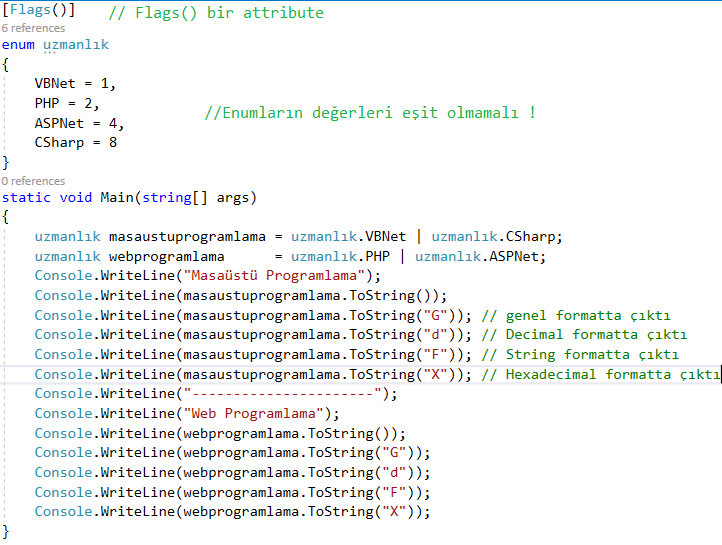 [Flags()]    // Flags() bir attribute
6 references
enum uzmanlık
{
    VBNet = 1,
    PHP = 2,
    ASPNet = 4,          //Enumların değerleri eşit olmamalı !
    CSharp = 8
}
0 references
static void Main(string[] args)
{
    uzmanlık masaustuprogramlama = uzmanlık.VBNet | uzmanlık.CSharp;
    uzmanlık webprogramlama      = uzmanlık.PHP | uzmanlık.ASPNet;
    Console.WriteLine("Masaüstü Programlama");
    Console.WriteLine(masaustuprogramlama.ToString());
    Console.WriteLine(masaustuprogramlama.ToString("G")); // genel formatta çıktı
    Console.WriteLine(masaustuprogramlama.ToString("d")); // Decimal formatta çıktı
    Console.WriteLine(masaustuprogramlama.ToString("F")); // String formatta çıktı
    Console.WriteLine(masaustuprogramlama.ToString("X")); // Hexadecimal formatta çıktı
    Console.WriteLine("----------------------");
    Console.WriteLine("Web Programlama");
    Console.WriteLine(webprogramlama.ToString());
    Console.WriteLine(webprogramlama.ToString("G"));
    Console.WriteLine(webprogramlama.ToString("d"));
    Console.WriteLine(webprogramlama.ToString("F"));
    Console.WriteLine(webprogramlama.ToString("X"));
}